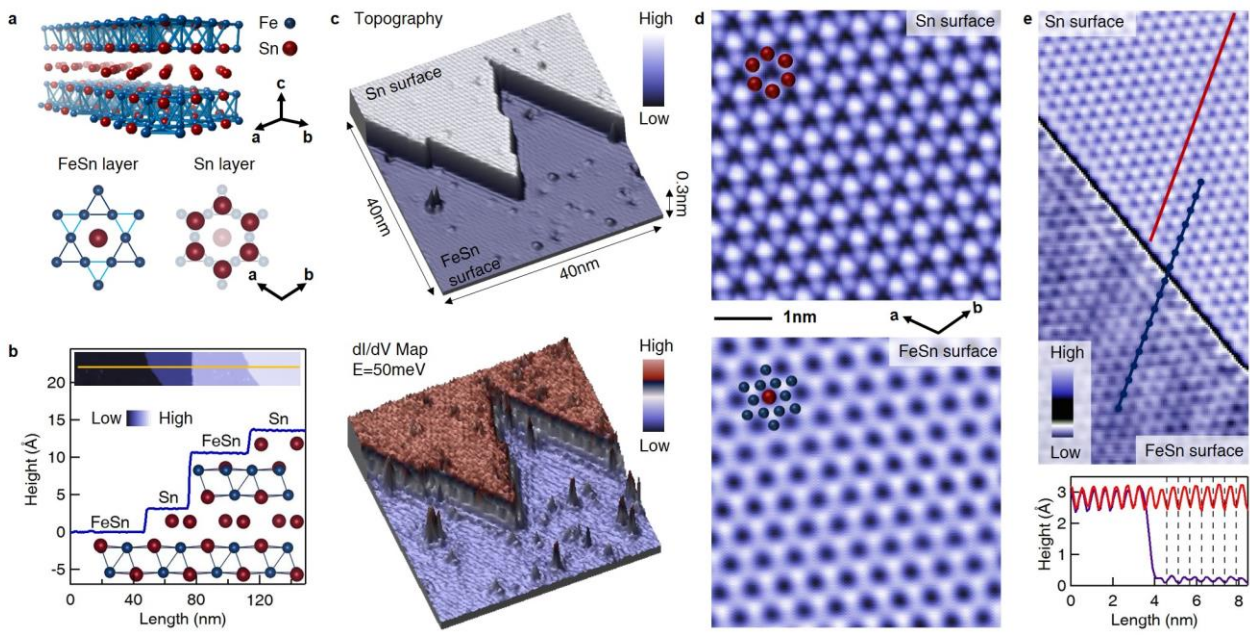 a
Fe
Sn
c
a
b
FeSn layer
Sn layer
a
b
b
Low
High
FeSn
Sn
FeSn
Sn
20
15
10
5
0
-5
Height (Å)
0
40
80
120
Length (nm)
c
Topography
High
Low
Sn surface
FeSn
surface
40nm
40nm
0.3nm
dI/dV Map
E=50meV
High
Low
d
Sn surface
1nm
a
b
FeSn surface
e
Sn surface
High
Low
FeSn surface
3
2
1
0
Height (Å)
0
2
4
6
8
Length (nm)